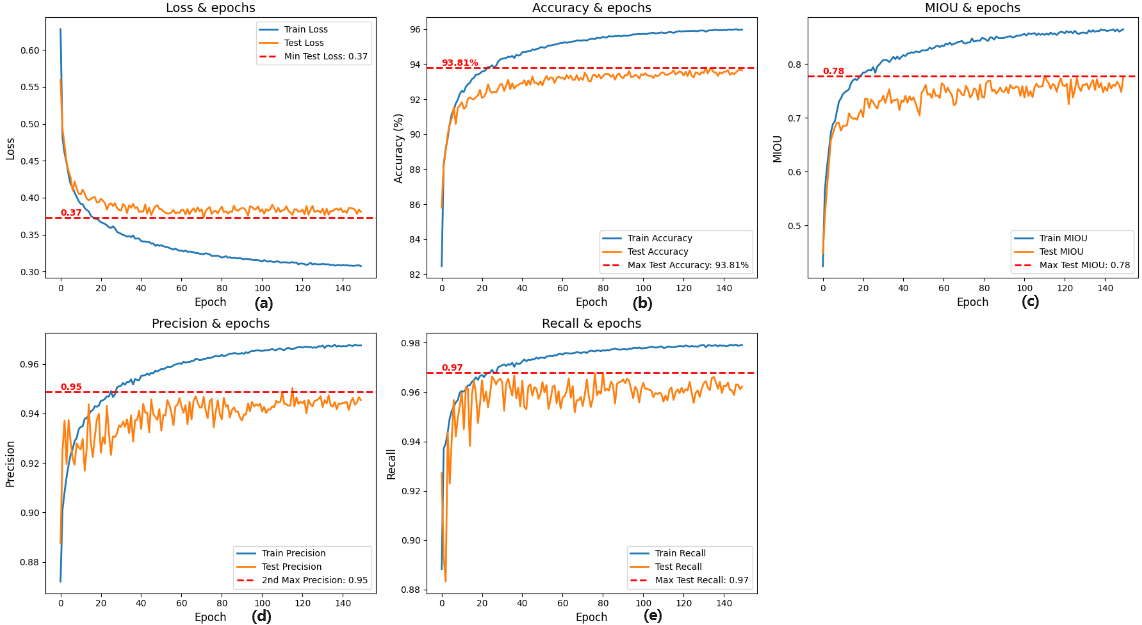 Loss & epochs
Loss
0.60
0.55
0.50
0.45
0.40
0.35
0.30
0.37
Train Loss
Test Loss
Min Test Loss: 0.37
0 20 40 60 80 100 120 140
Epoch
(a)
Accuracy & epochs
Accuracy (%)
96
94
92
90
88
86
84
82
93.81%
Train Accuracy
Test Accuracy
Max Test Accuracy: 93.81%
0 20 40 60 80 100 120 140
Epoch
(b)
MIOU & epochs
MIOU
0.8
0.7
0.6
0.5
0.78
Train MIOU
Test MIOU
Max Test MIOU: 0.78
0 20 40 60 80 100 120 140
Epoch
(c)
Precision & epochs
Precision
0.96
0.94
0.92
0.90
0.88
0.95
Train Precision
Test Precision
2nd Max Precision: 0.95
0 20 40 60 80 100 120 140
Epoch
(d)
Recall & epochs
Recall
0.98
0.96
0.94
0.92
0.90
0.88
0.97
Train Recall
Test Recall
Max Test Recall: 0.97
0 20 40 60 80 100 120 140
Epoch
(e)